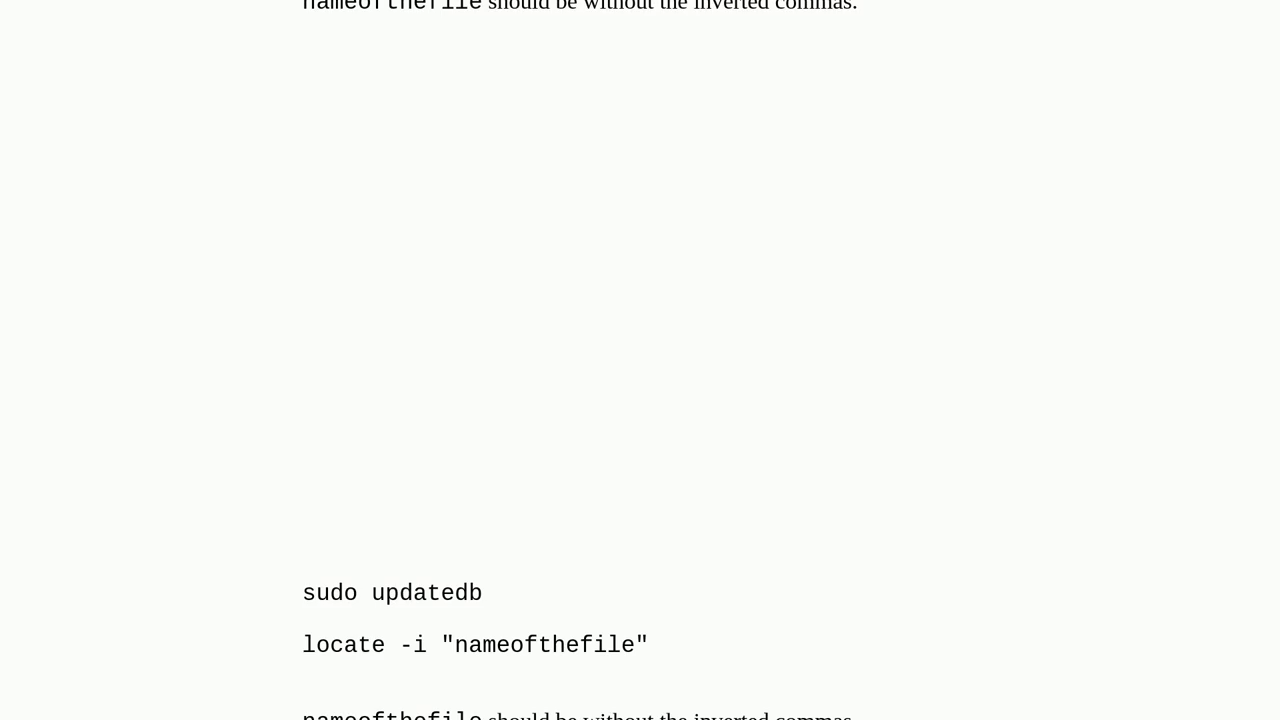 nameofthefile should be without the inverted commas.
sudo updatedb
locate -i "nameofthefile"
nameofthefile should be without the inverted commas.